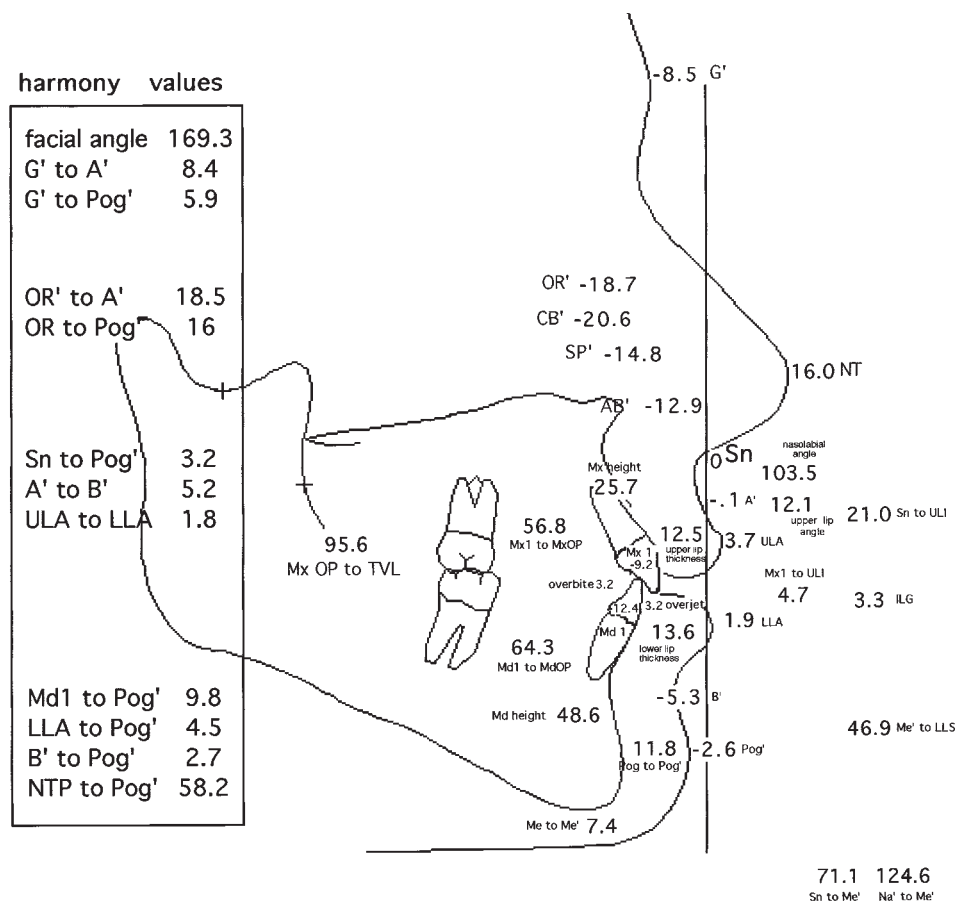 harmony values
facial angle 169.3
G' to A' 8.4
G' to Pog' 5.9
OR' to A' 18.5
OR to Pog' 16
Sn to Pog' 3.2
A' to B' 5.2
ULA to LLA 1.8
Md1 to Pog' 9.8
LLA to Pog' 4.5
B' to Pog' 2.7
NTP to Pog' 58.2
-8.5 G'
OR' -18.7
CB' -20.6
SP' -14.8
16.0 NT
AB' -12.9
0 Sn
nasolabial
angle
103.5
Mx height
25.7
-.1 A'
12.1
upper lip
angle
21.0 Sn to ULI
56.8
Mx1 to MxOP
12.5
upper lip
thickness
3.7 ULA
95.6
Mx OP to TVL
Mx 1
-9.2
Mx1 to ULI
4.7
overbite 3.2
3.3 ILG
-12.4
3.2 overjet
1.9 LLA
Md 1
13.6
lower lip
thickness
64.3
Md1 to MdOP
-5.3 B'
Md height 48.6
46.9 Me' to LLS
11.8
Pog to Pog'
-2.6 Pog'
Me to Me' 7.4
71.1 124.6
Sn to Me' Na' to Me'